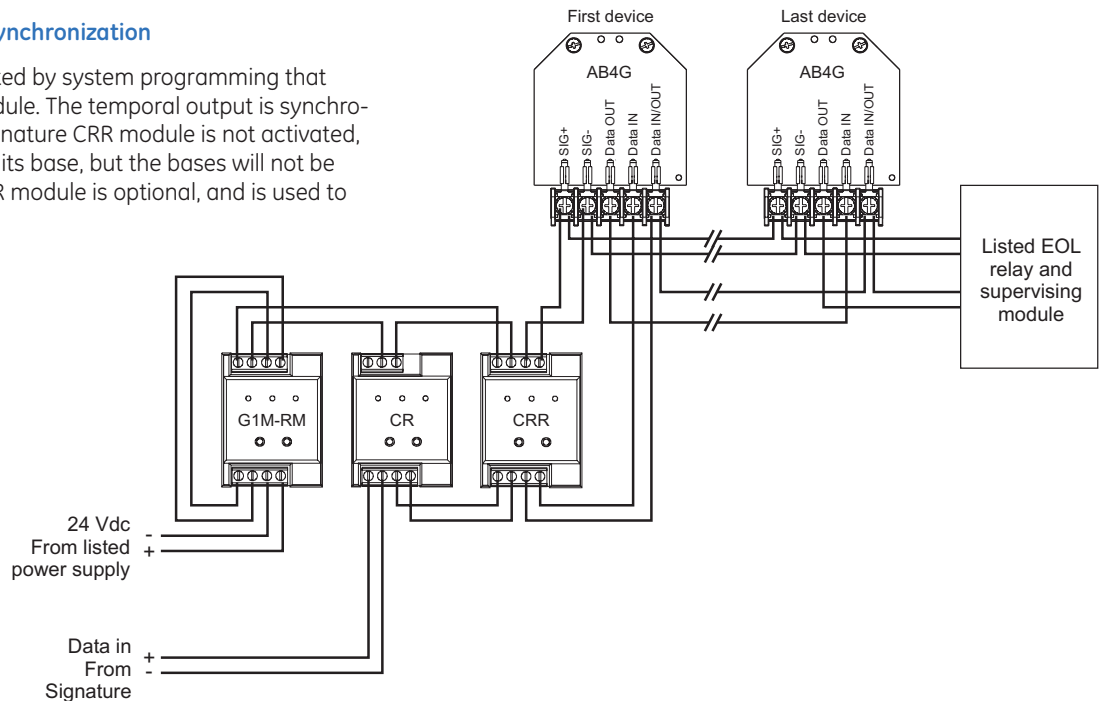 ynchronization
ed by system programming that
dule. The temporal output is synchro-
nature CRR module is not activated,
its base, but the bases will not be
R module is optional, and is used to
First device
Last device
AB4G
AB4G
SIG+
SIG-
Data OUT
Data IN
Data IN/OUT
SIG+
SIG-
Data OUT
Data IN
Data IN/OUT
Listed EOL
relay and
supervising
module
G1M-RM
CR
CRR
24 Vdc
-
From listed
+
power supply
Data in
+
From
-
Signature